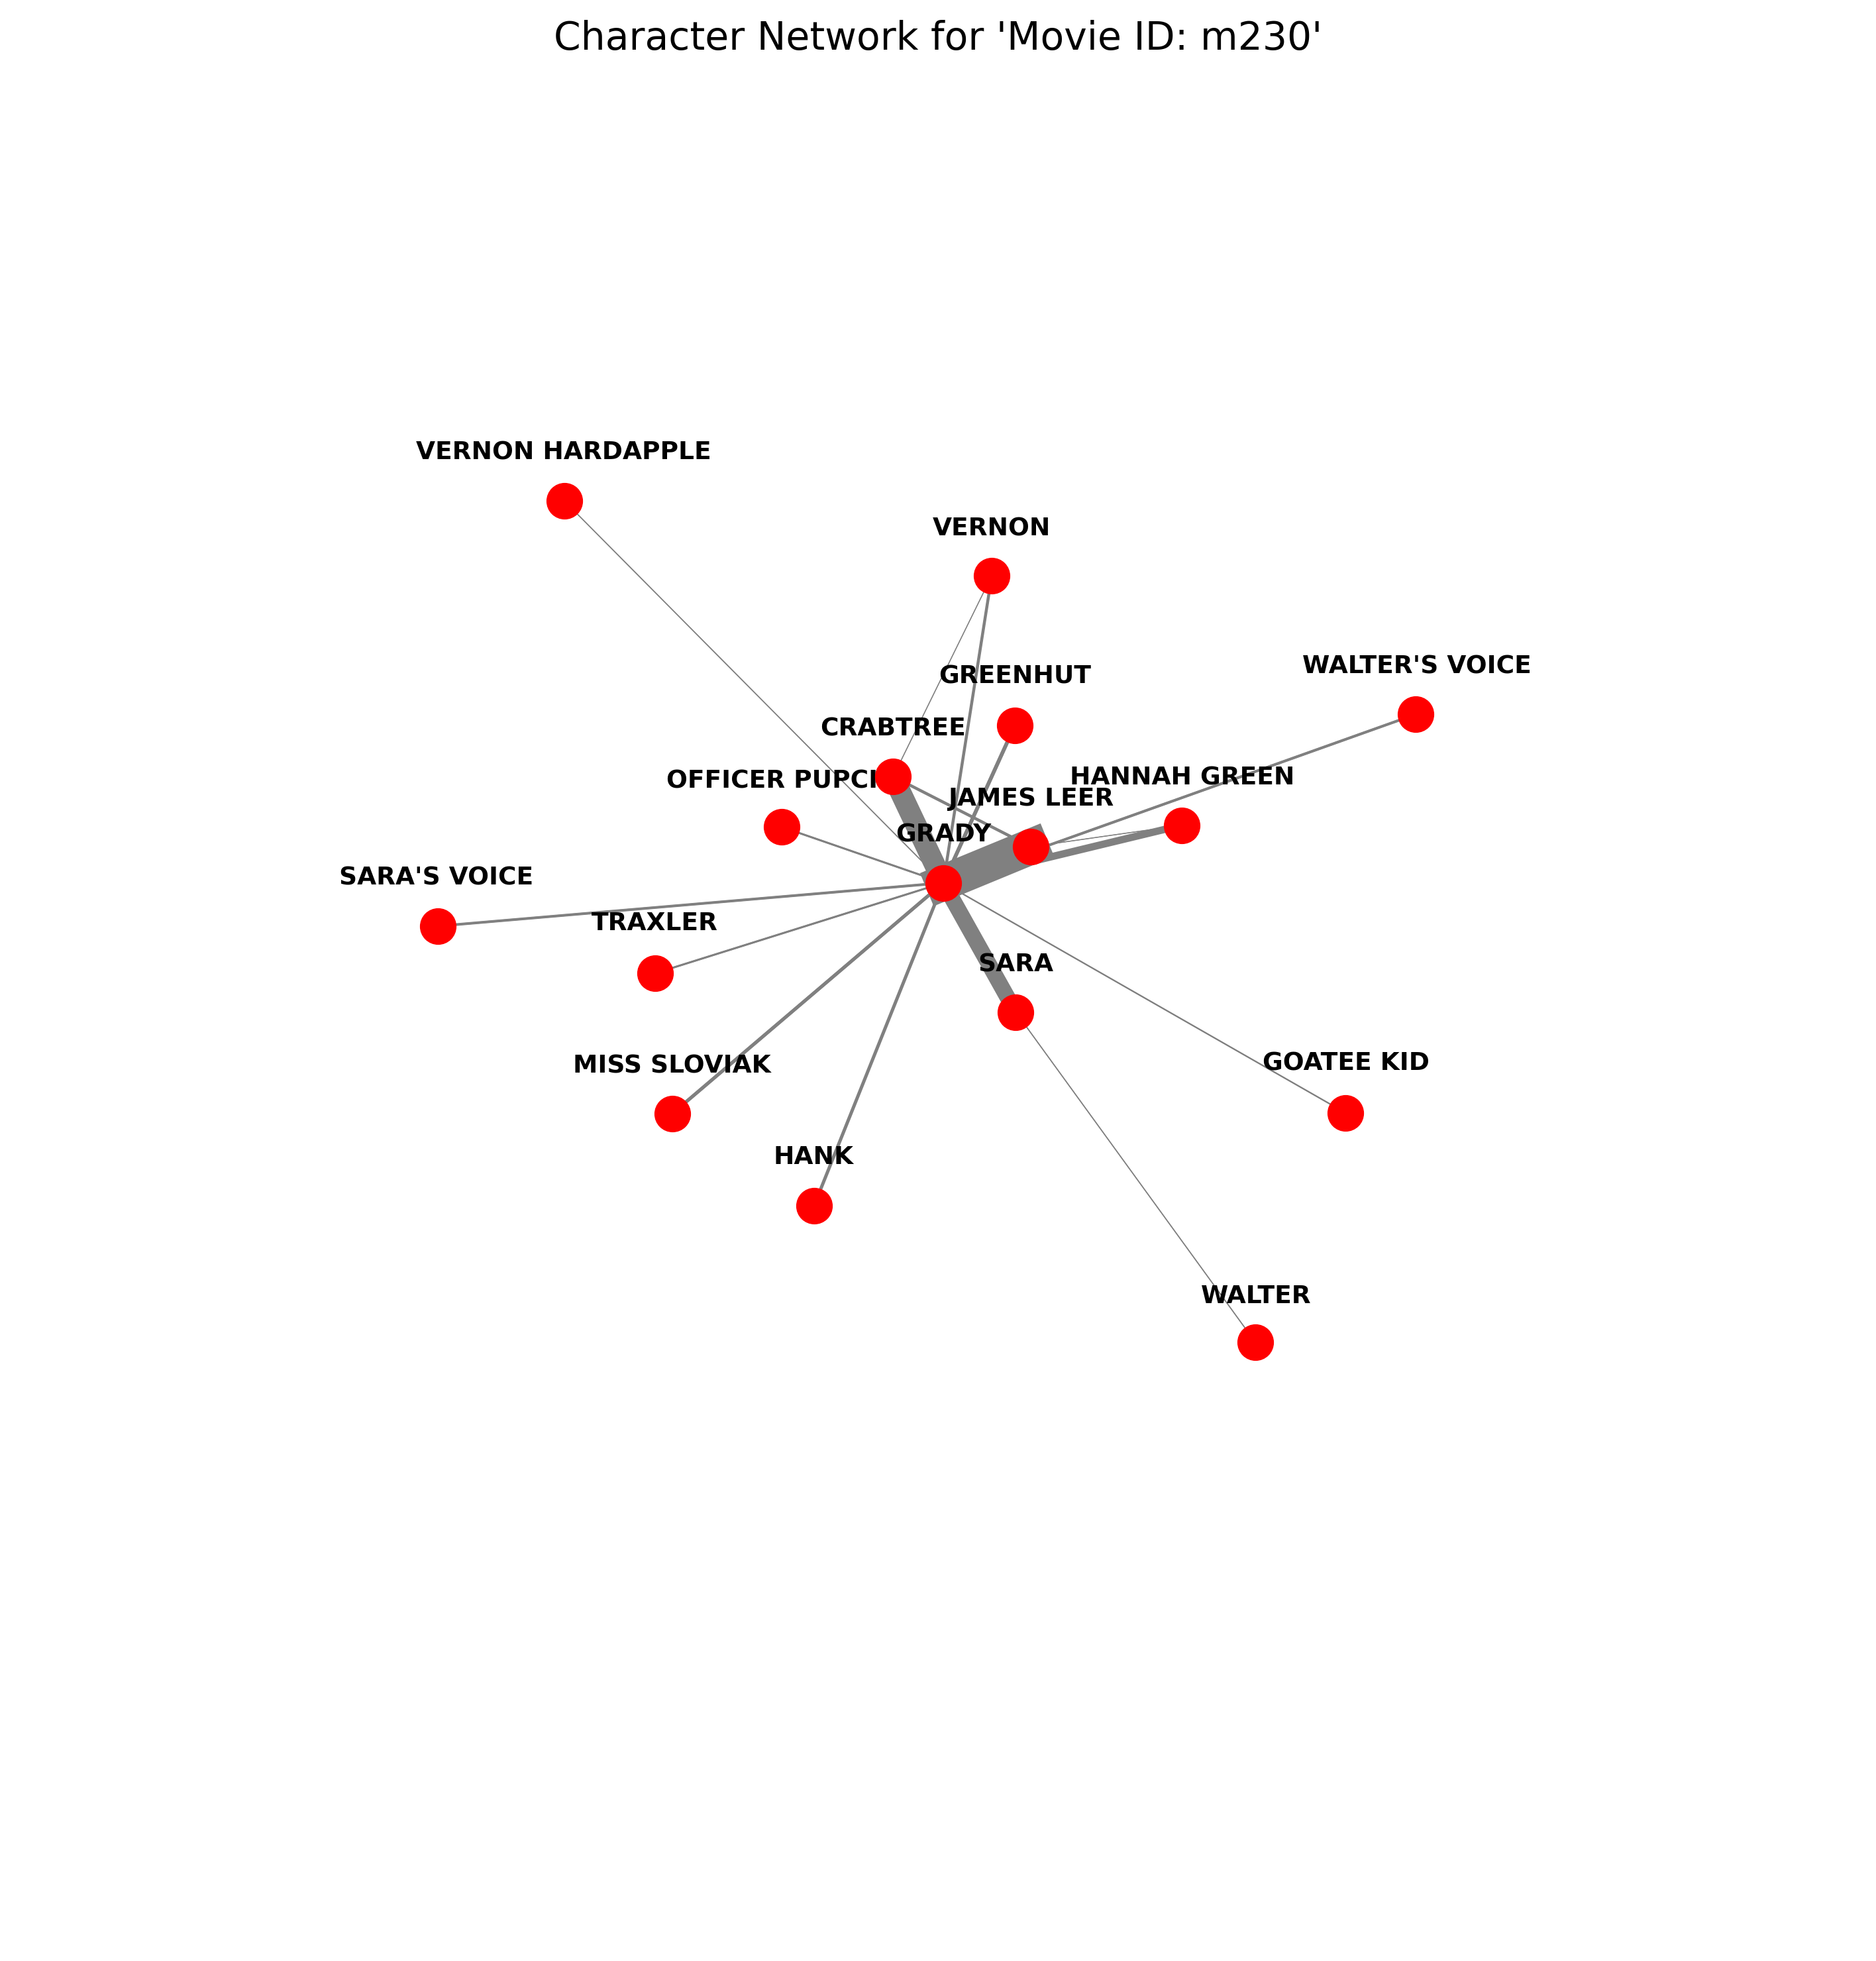 Character Network for 'Movie ID: m230'
VERNON HARDAPPLE
VERNON
WALTER'S VOICE
GREENHUT
CRABTREE
HANNAH GREEN
OFFICER PUPCI
JAMES LEER
GRADY
SARA'S VOICE
TRAXLER
SARA
GOATEE KID
MISS SLOVIAK
HANK
WALTER